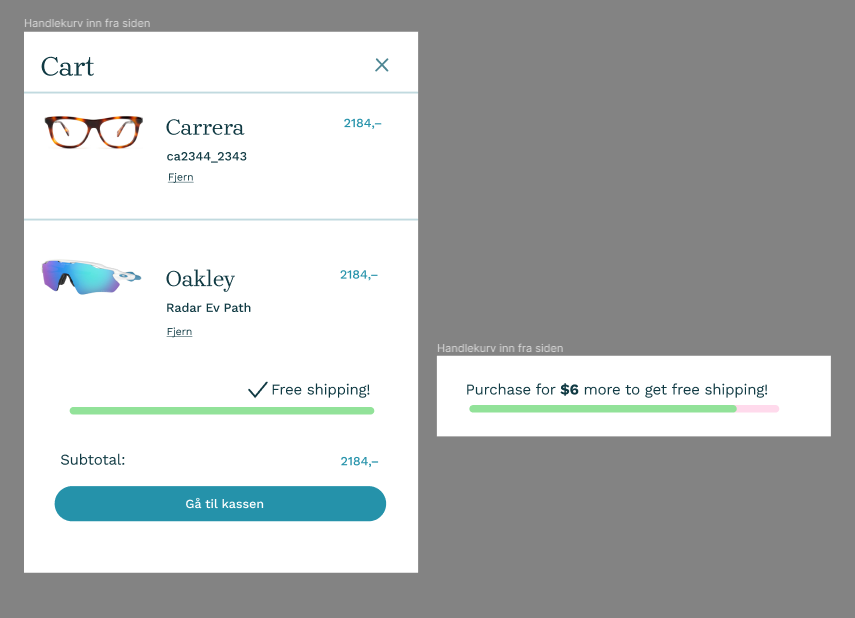 Handlekurv inn fra siden
Cart
Carrera
2184,–
ca2344_2343
Fjern
Oakley
2184,–
Radar Ev Path
Fjern
Free shipping!
Subtotal:
2184,–
Gå til kassen
Handlekurv inn fra siden
Purchase for $6 more to get free shipping!